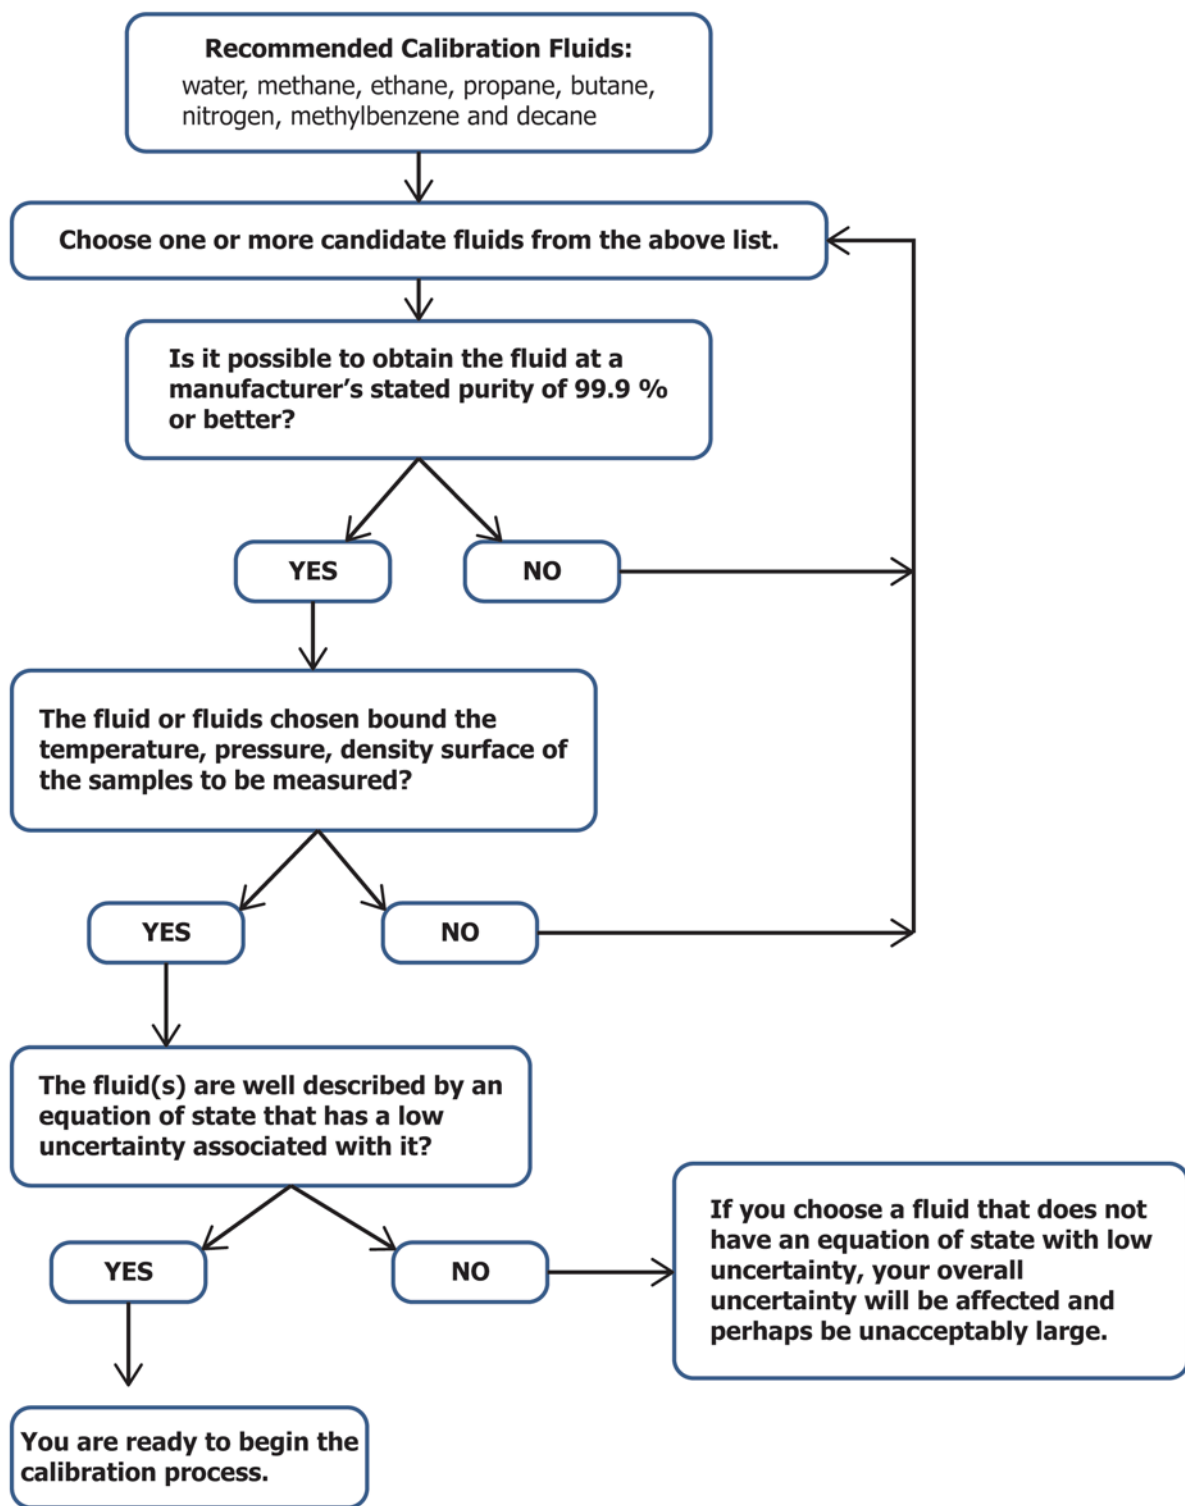 Recommended Calibration Fluids:
water, methane, ethane, propane, butane,
nitrogen, methylbenzene and decane
Choose one or more candidate fluids from the above list.
Is it possible to obtain the fluid at a
manufacturer’s stated purity of 99.9 %
or better?
YES
NO
The fluid or fluids chosen bound the
temperature, pressure, density surface of
the samples to be measured?
YES
NO
The fluid(s) are well described by an
equation of state that has a low
uncertainty associated with it?
YES
NO
If you choose a fluid that does not
have an equation of state with low
uncertainty, your overall
uncertainty will be affected and
perhaps be unacceptably large.
You are ready to begin the
calibration process.